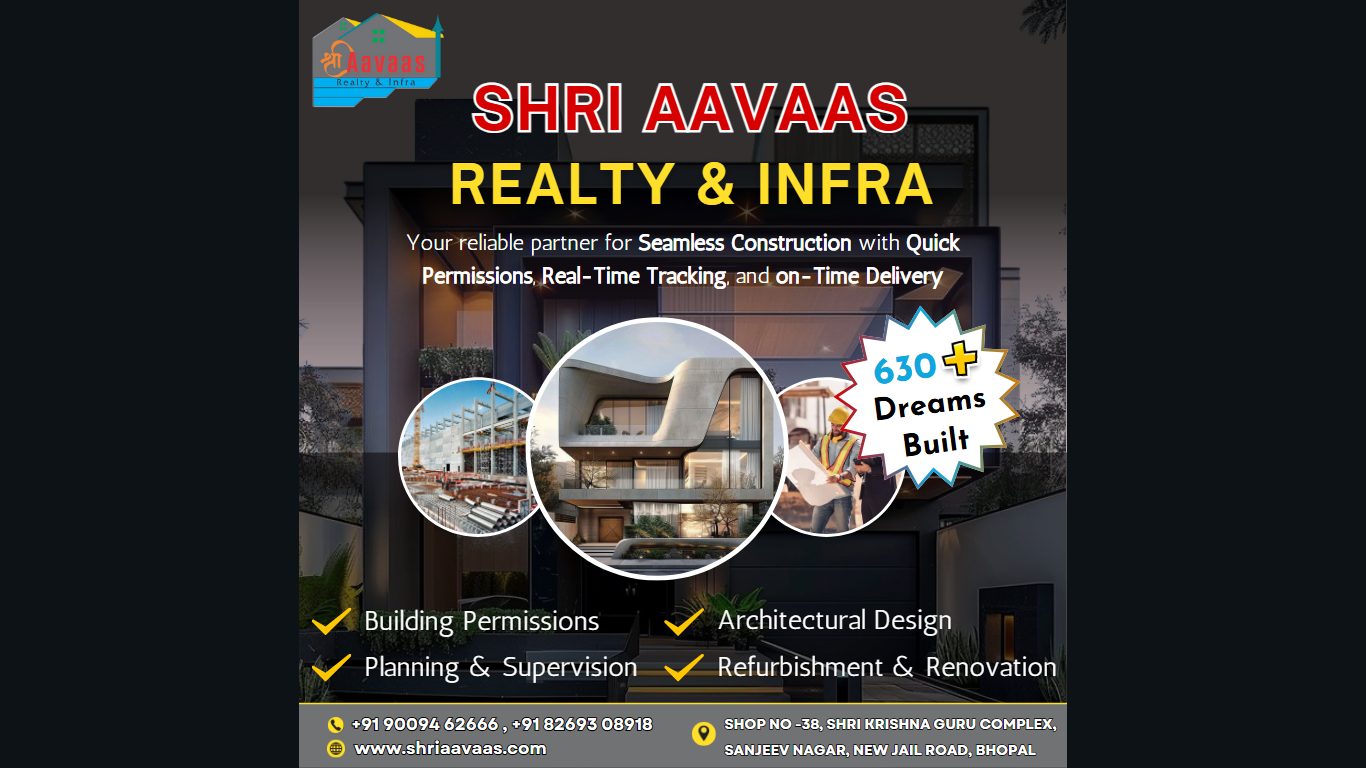 श्री Aavaas
Realty & Infra
SHRI AAVAAS
REALTY & INFRA
Your reliable partner for Seamless Construction with Quick
Permissions, Real-Time Tracking, and on-Time Delivery
630+
Dreams
Built
Building Permissions
Architectural Design
Planning & Supervision
Refurbishment & Renovation
+91 90094 62666 , +91 82693 08918
www.shriaavaas.com
SHOP NO -38, SHRI KRISHNA GURU COMPLEX,
SANJEEV NAGAR, NEW JAIL ROAD, BHOPAL